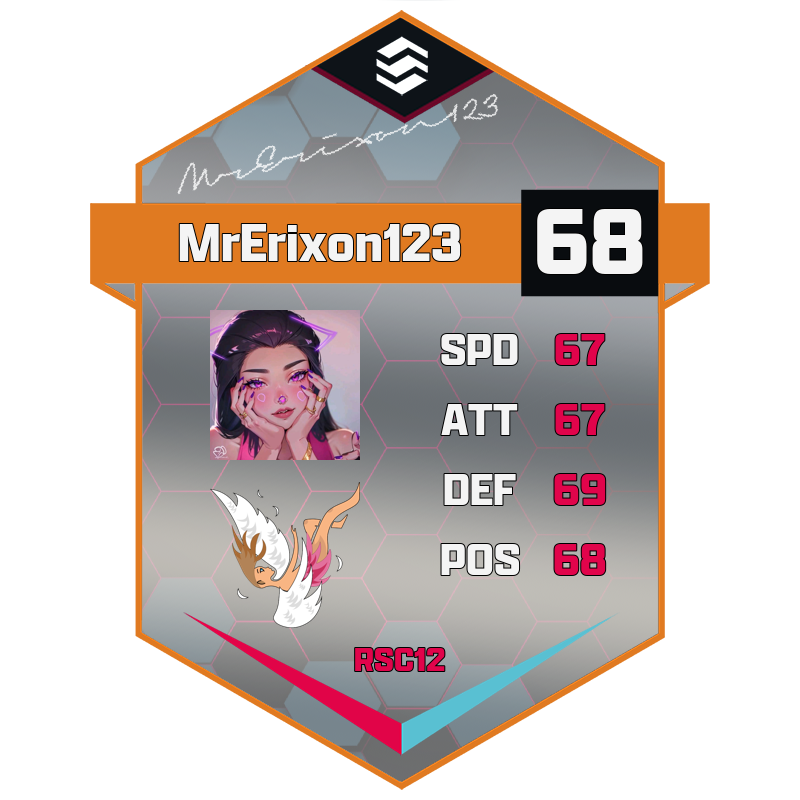 MrErixon123
MrErixon123 68
SPD 67
ATT 67
DEF 69
POS 68
RSC12